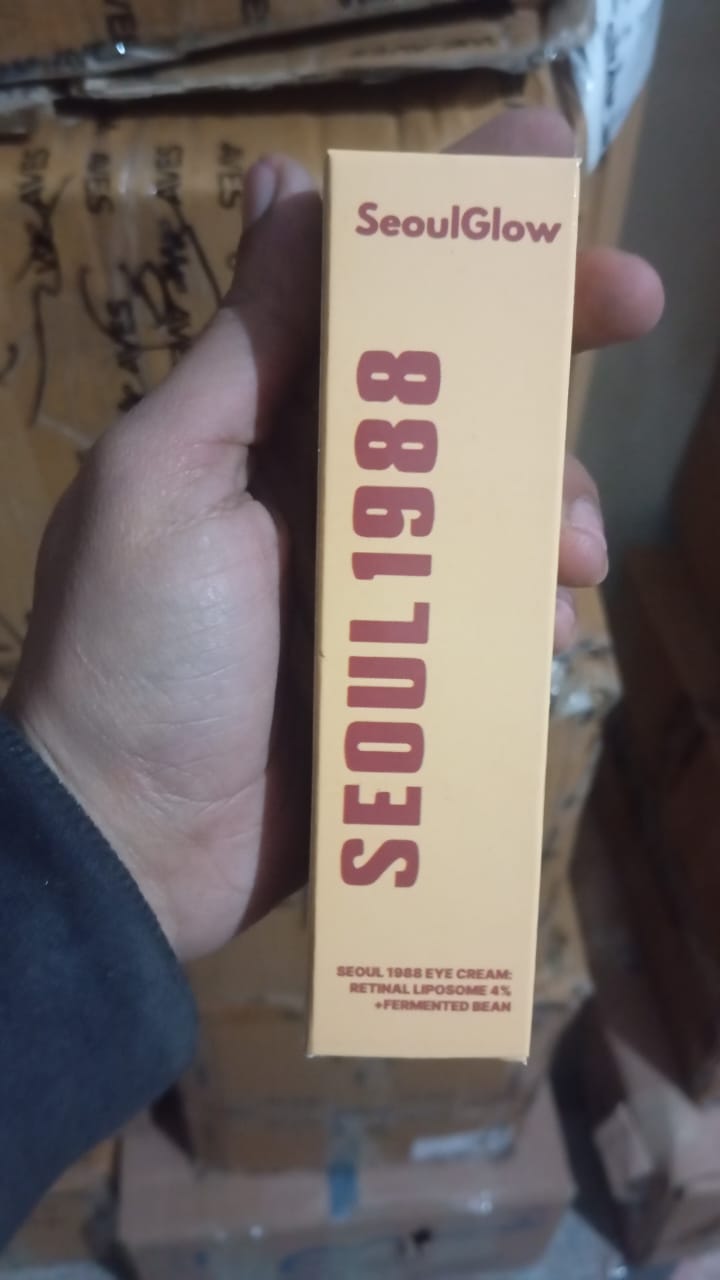 SeoulGlow
SEOUL1988
SEOUL 1988 EYE CREAM:
RETINAL LIPOSOME 4%
+FERMENTED BEAN